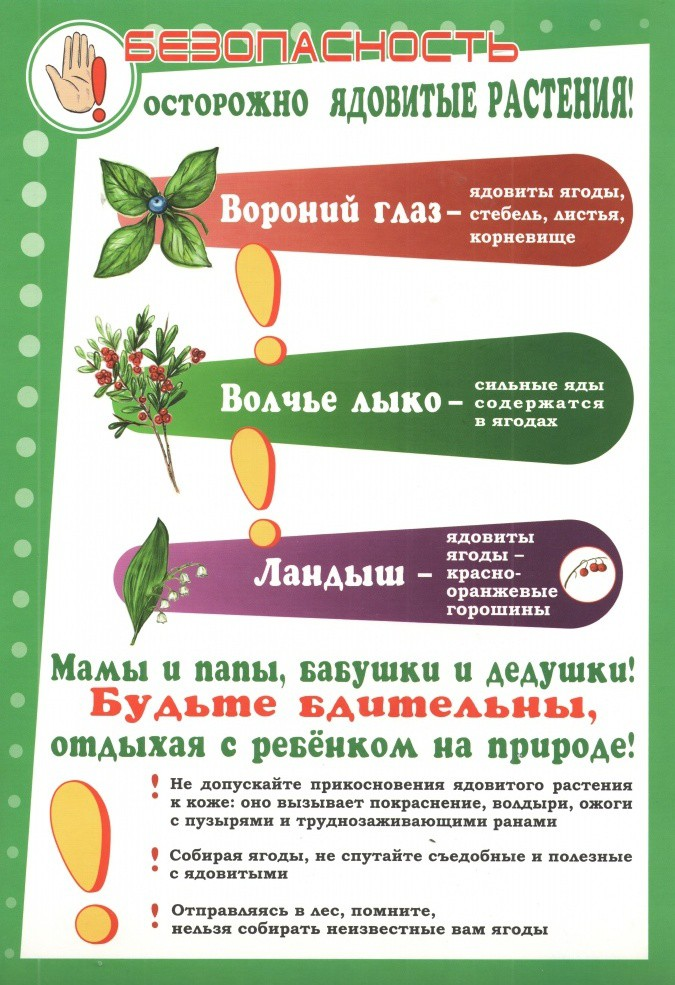 БЕЗОПАСНОСТЬ
ОСТОРОЖНО ЯДОВИТЫЕ РАСТЕНИЯ!
Вороний глаз –
ядовиты ягоды,
стебель, листья,
корневище
Волчье лыко –
сильные яды
содержатся
в ягодах
Ландыш –
ядовиты
ягоды –
красно-
оранжевые
горошины
Мамы и папы, бабушки и дедушки!
Будьте бдительны,
отдыхая с ребёнком на природе!
Не допускайте прикосновения ядовитого растения
к коже: оно вызывает покраснение, волдыри, ожоги
с пузырями и труднозаживающими ранами
Собирая ягоды, не спутайте съедобные и полезные
с ядовитыми
Отправляясь в лес, помните,
нельзя собирать неизвестные вам ягоды